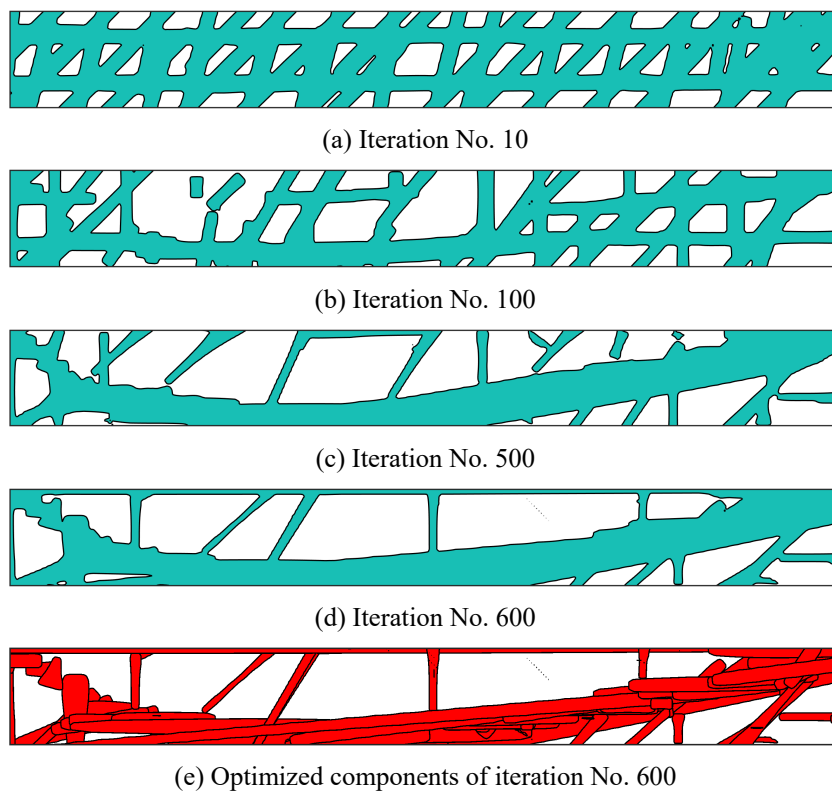 (a) Iteration No. 10
(b) Iteration No. 100
(c) Iteration No. 500
(d) Iteration No. 600
(e) Optimized components of iteration No. 600